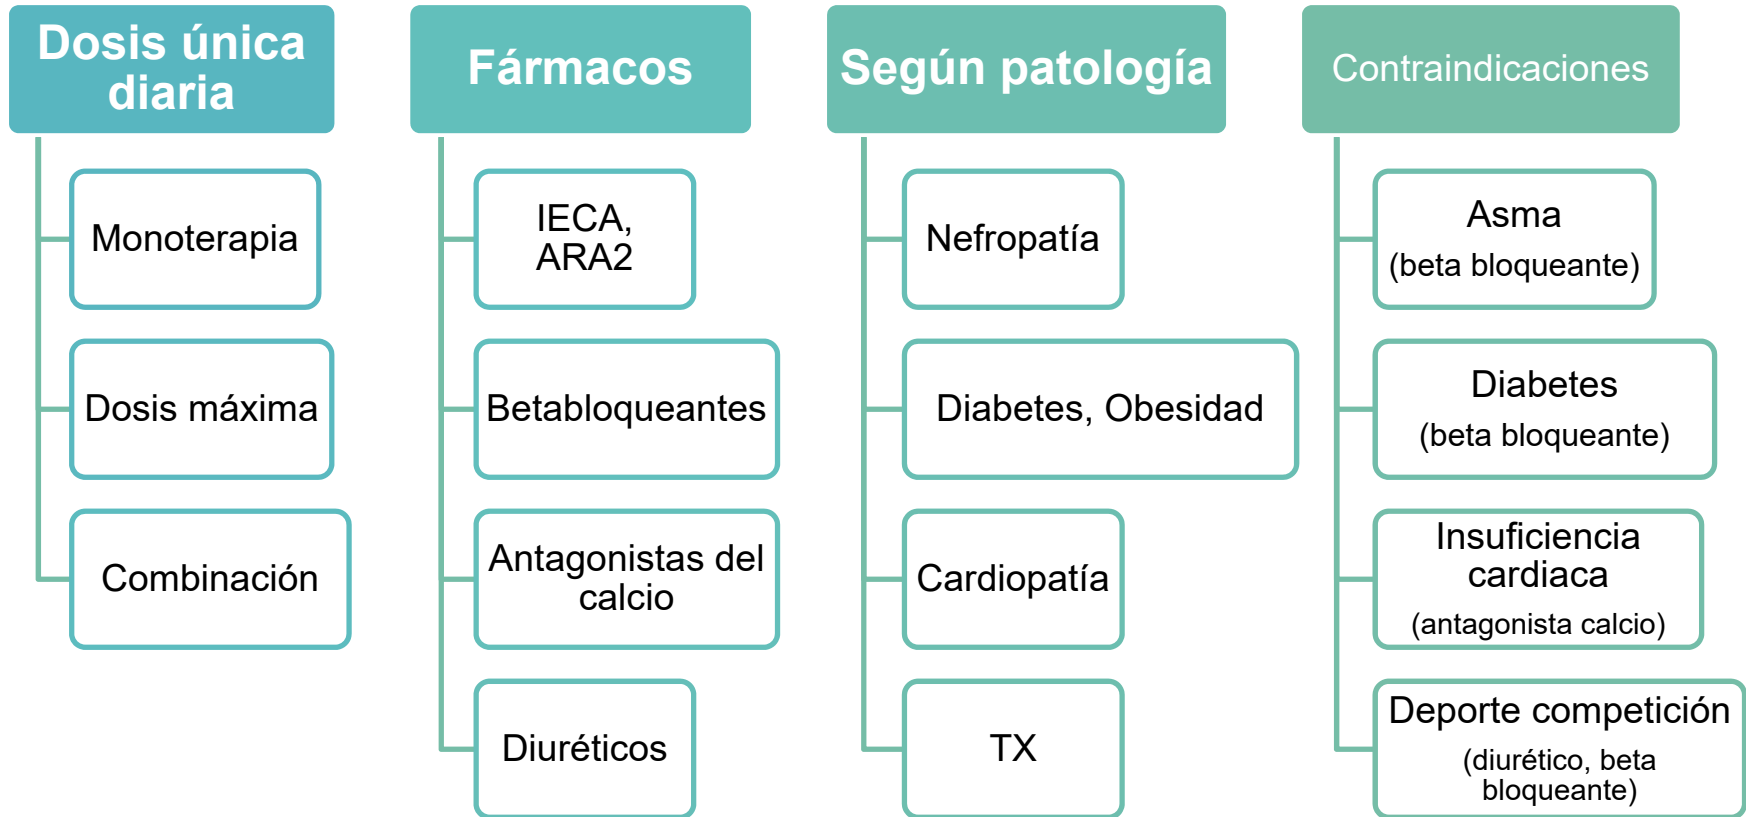 Dosis única
diaria
Monoterapia
Dosis máxima
Combinación
Fármacos
IECA,
ARA2
Betabloqueantes
Antagonistas del
calcio
Diuréticos
Según patología
Nefropatía
Diabetes, Obesidad
Cardiopatía
TX
Contraindicaciones
Asma
(beta bloqueante)
Diabetes
(beta bloqueante)
Insuficiencia
cardiaca
(antagonista calcio)
Deporte competición
(diurético, beta
bloqueante)